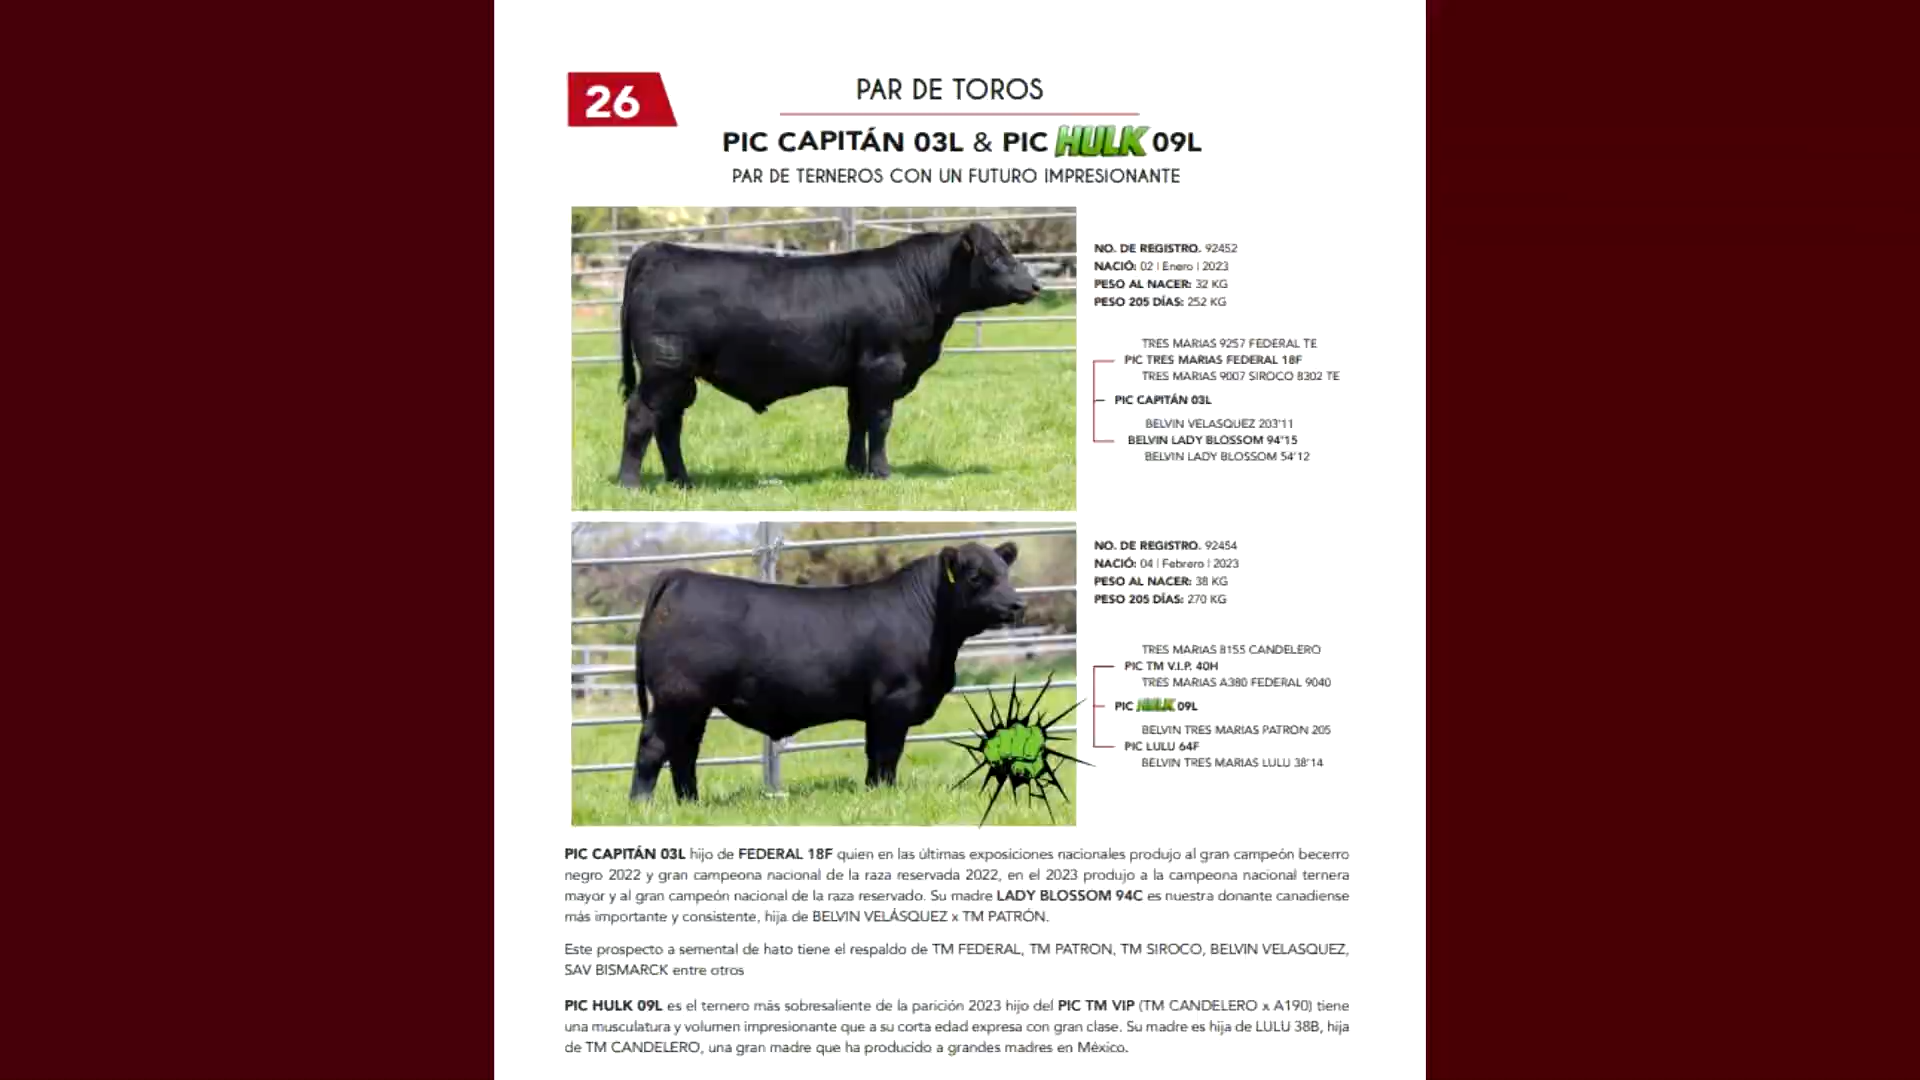 26
PAR DE TOROS
PIC CAPITÁN 03L & PIC HULK 09L
PAR DE TERNEROS CON UN FUTURO IMPRESIONANTE
NO. DE REGISTRO. 92452
NACIÓ: 02 | Enero | 2023
PESO AL NACER: 32 KG
PESO 205 DÍAS: 252 KG
TRES MARIAS 9257 FEDERAL TE
PIC TRES MARIAS FEDERAL 18F
TRES MARIAS 9007 SIROCO 8302 TE
PIC CAPITÁN 03L
BELVIN VELASQUEZ 203'11
BELVIN LADY BLOSSOM 94'15
BELVIN LADY BLOSSOM 54'12
NO. DE REGISTRO. 92454
NACIÓ: 04 | Febrero | 2023
PESO AL NACER: 38 KG
PESO 205 DÍAS: 270 KG
TRES MARIAS 8155 CANDELERO
PIC TM V.I.P. 40H
TRES MARIAS A380 FEDERAL 9040
PIC HULK 09L
BELVIN TRES MARIAS PATRON 205
PIC LULU 64F
BELVIN TRES MARIAS LULU 38'14
PIC CAPITÁN 03L hijo de FEDERAL 18F quien en las últimas exposiciones nacionales produjo al gran campeón becerro
negro 2022 y gran campeona nacional de la raza reservada 2022, en el 2023 produjo a la campeona nacional ternera
mayor y al gran campeón nacional de la raza reservado. Su madre LADY BLOSSOM 94C es nuestra donante canadiense
más importante y consistente, hija de BELVIN VELÁSQUEZ x TM PATRÓN.
Este prospecto a semental de hato tiene el respaldo de TM FEDERAL, TM PATRON, TM SIROCO, BELVIN VELASQUEZ,
SAV BISMARCK entre otros
PIC HULK 09L es el ternero más sobresaliente de la parición 2023 hijo del PIC TM VIP (TM CANDELERO x A190) tiene
una musculatura y volumen impresionante que a su corta edad expresa con gran clase. Su madre es hija de LULU 38B, hija
de TM CANDELERO, una gran madre que ha producido a grandes madres en México.